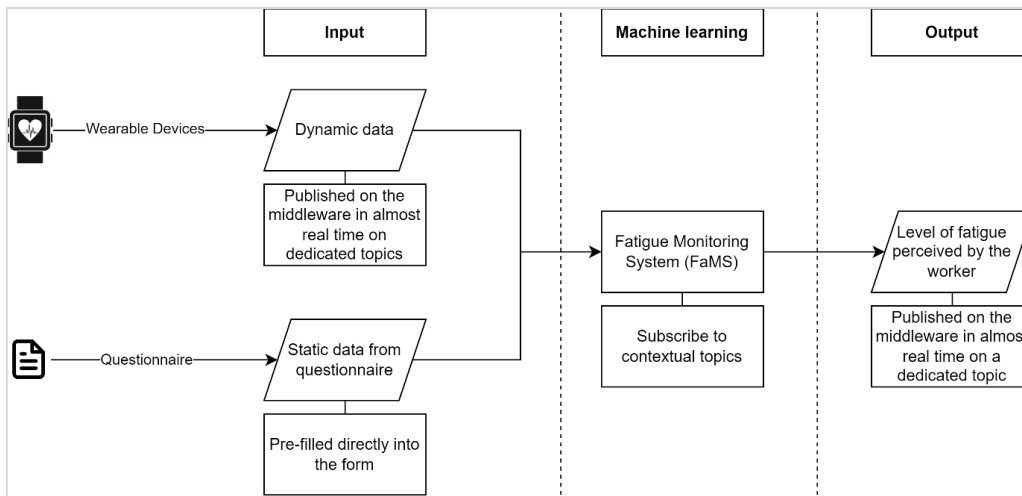 Input
Machine learning
Output
Wearable Devices
Dynamic data
Published on the
middleware in almost
real time on
dedicated topics
Fatigue Monitoring
System (FaMS)
Subscribe to
contextual topics
Level of fatigue
perceived by the
worker
Published on the
middleware in almos
real time on a
dedicated topic
Questionnaire
Static data from
questionnaire
Pre-filled directly into
the form